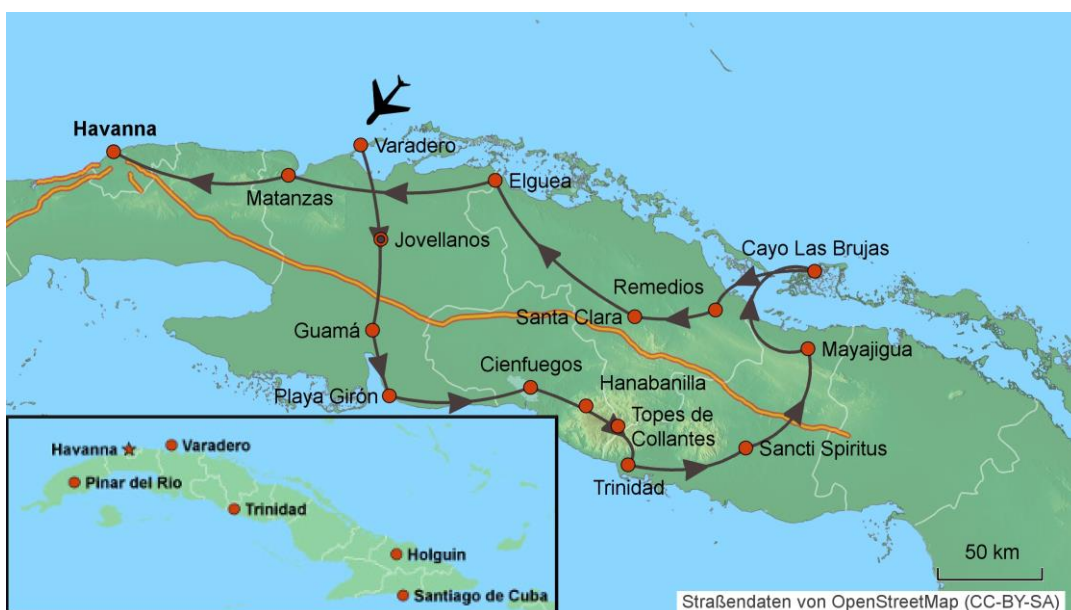 Havanna
Varadero
Matanzas
Elguea
Jovellanos
Cayo Las Brujas
Remedios
Santa Clara
Guamá
Mayajigua
Cienfuegos
Playa Girón
Hanabanilla
Topes de
Collantes
Sancti Spiritus
Trinidad
Havanna
Varadero
Pinar del Rio
Trinidad
Holguin
Santiago de Cuba
50 km
Straßendaten von OpenStreetMap (CC-BY-SA)